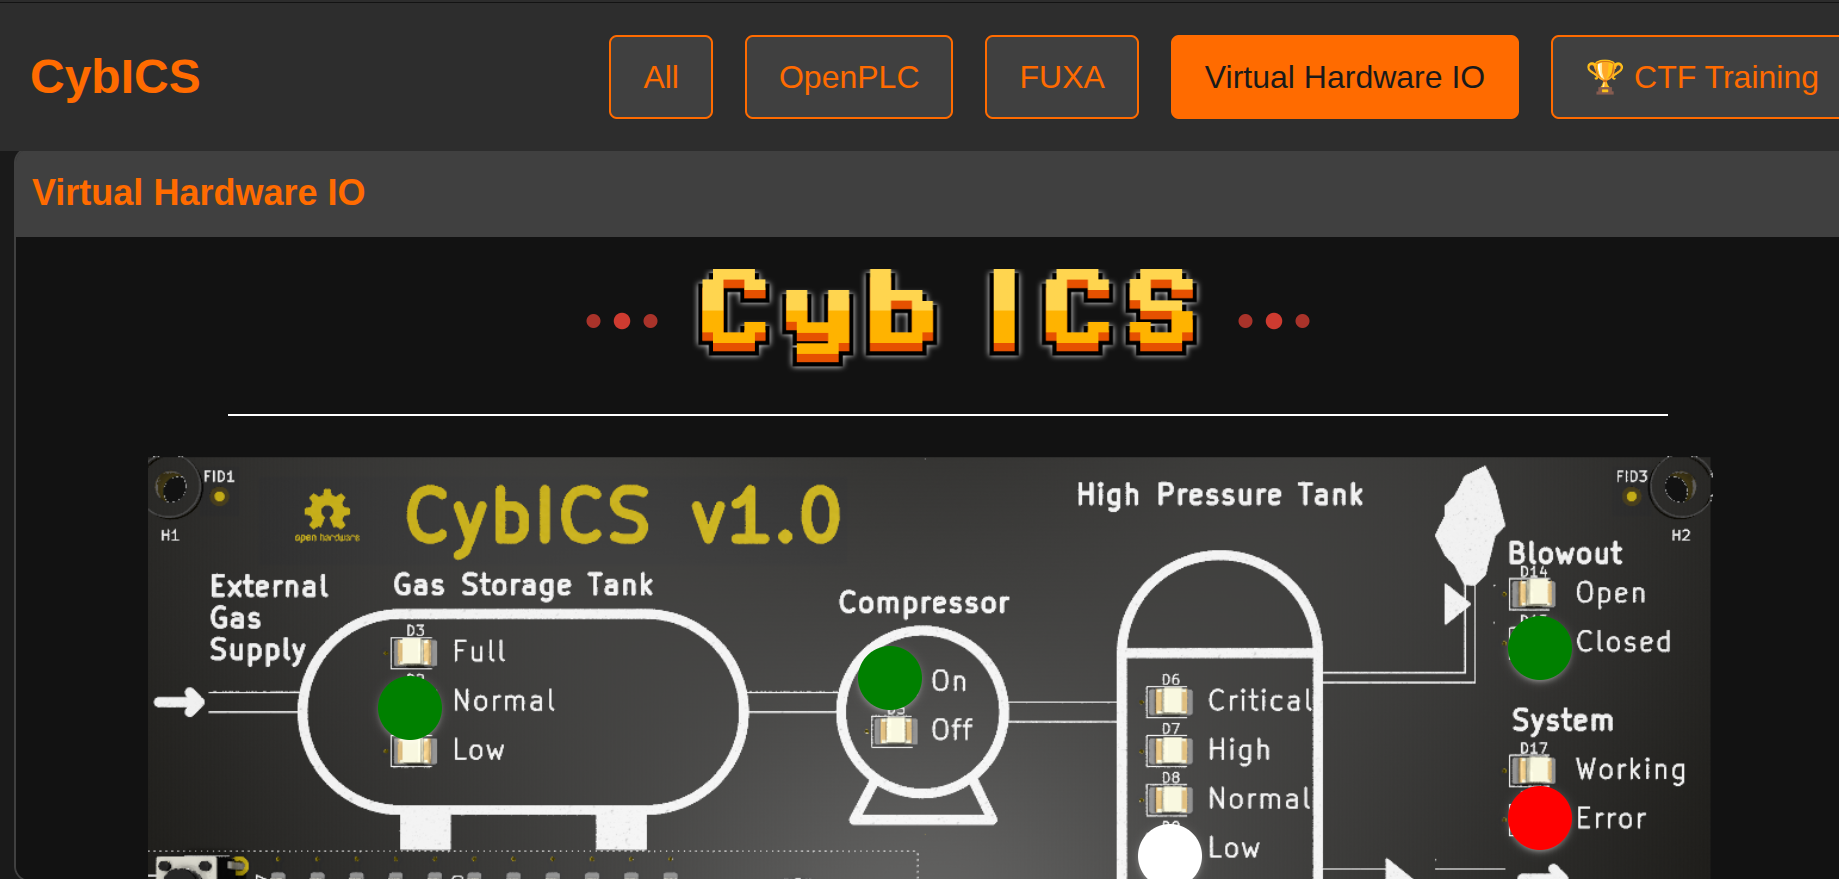 CybICS
All
OpenPLC
FUXA
Virtual Hardware IO
🏆 CTF Training
Virtual Hardware IO
Cyb ICS
FID1
H1
open hardware
CybICS v1.0
High Pressure Tank
FID3
H2
External
Gas
Supply
Gas Storage Tank
D3
Full
Normal
Low
Compressor
On
Off
D6
Critical
D7
High
D8
Normal
Low
Blowout
D14
Open
Closed
System
D17
Working
Error